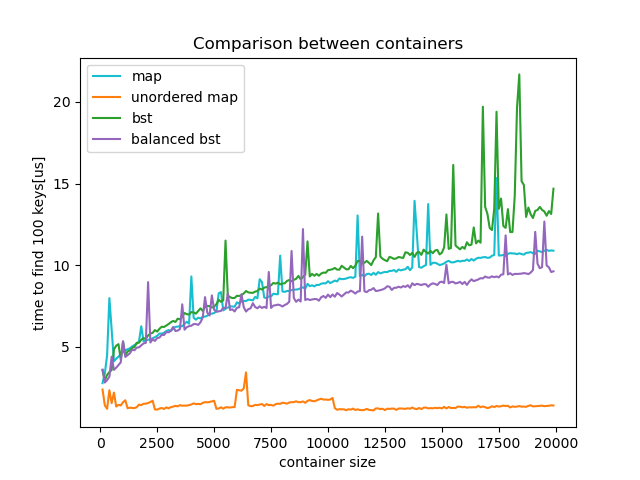 Comparison between containers
map
unordered map
bst
balanced bst
time to find 100 keys[us]
20
15
10
5
0 2500 5000 7500 10000 12500 15000 17500 20000
container size